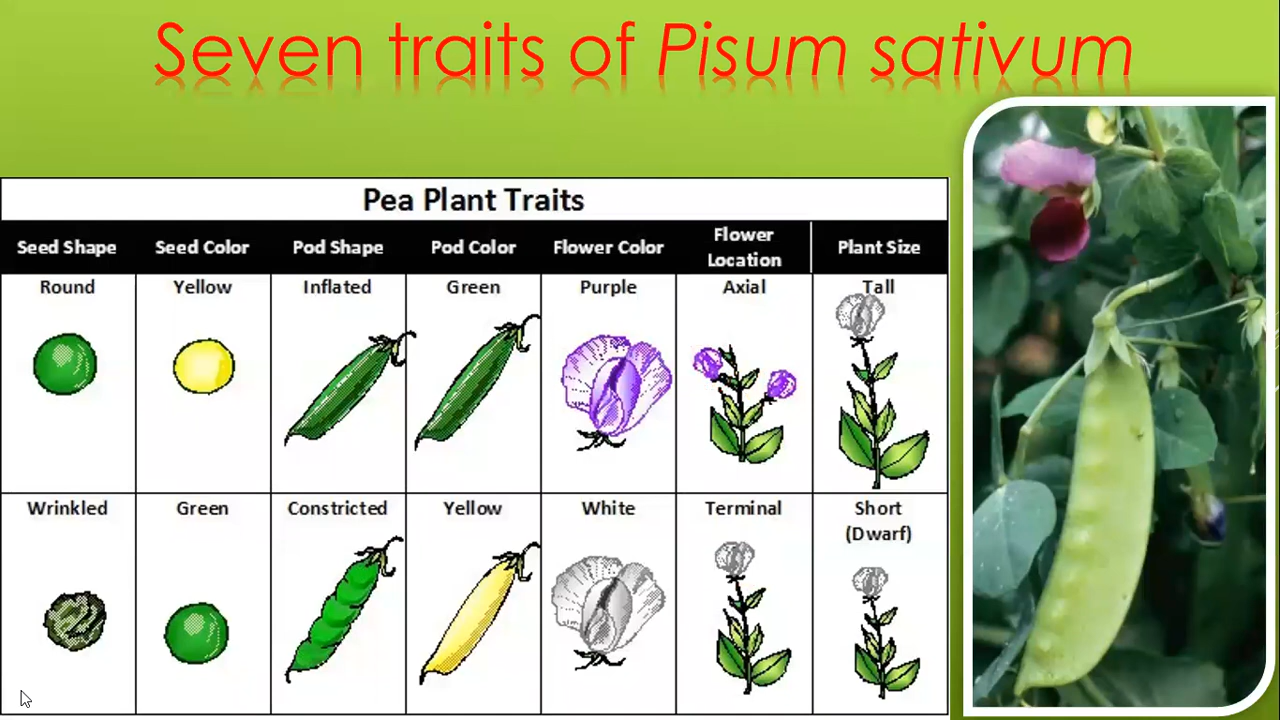 Seven traits of Pisum sativum
Pea Plant Traits
Seed Shape Seed Color Pod Shape Pod Color Flower Color Flower Location Plant Size
Round Yellow Inflated Green Purple Axial Tall
Wrinkled Green Constricted Yellow White Terminal Short
(Dwarf)